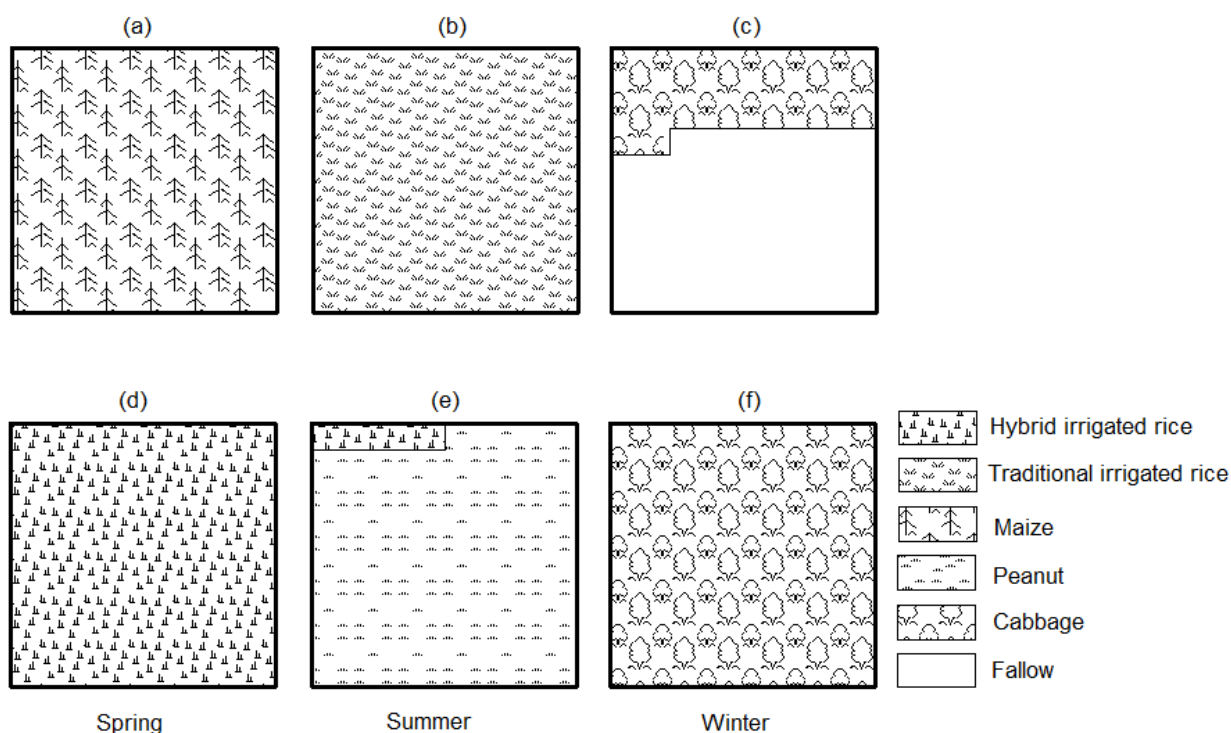 (a)
(b)
(c)
(d)
(e)
(f)
Hybrid irrigated rice
Traditional irrigated rice
Maize
Peanut
Cabbage
Fallow
Spring
Summer
Winter